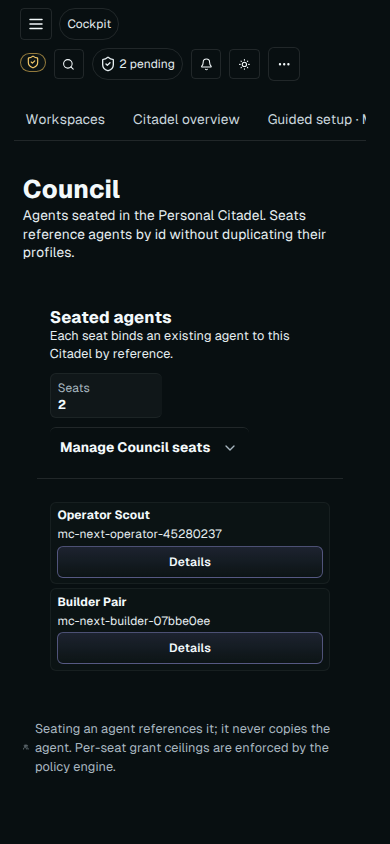 Cockpit
2 pending
Workspaces Citadel overview Guided setup ·
Council
Agents seated in the Personal Citadel. Seats
reference agents by id without duplicating their
profiles.
Seated agents
Each seat binds an existing agent to this
Citadel by reference.
Seats
2
Manage Council seats
Operator Scout
mc-next-operator-45280237
Details
Builder Pair
mc-next-builder-07bbe0ee
Details
Seating an agent references it; it never copies the
agent. Per-seat grant ceilings are enforced by the
policy engine.